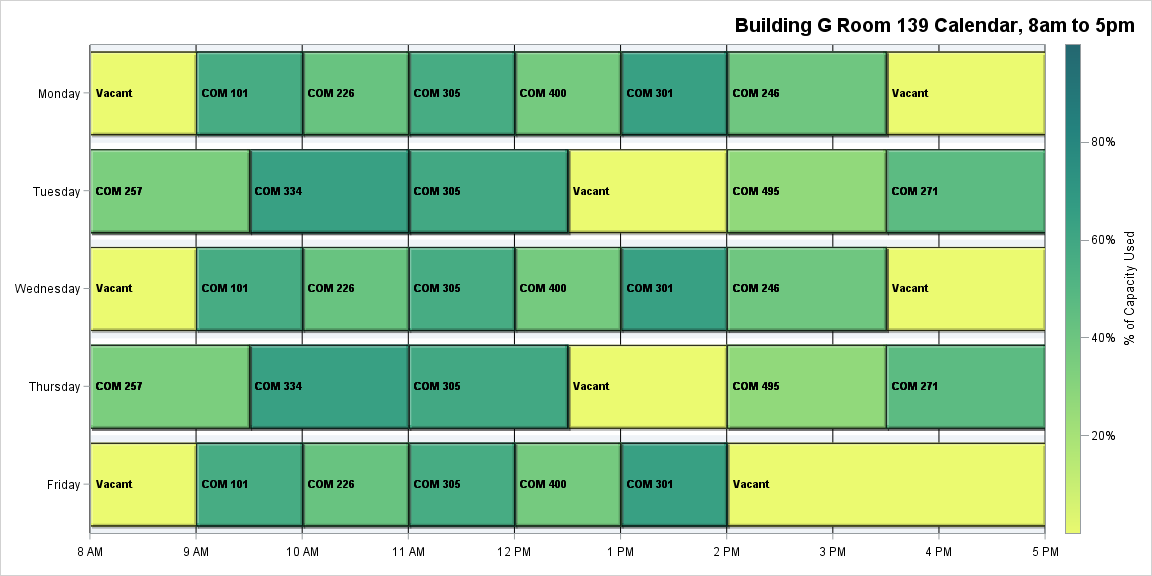 Building G Room 139 Calendar, 8am to 5pm
Monday
Vacant
COM 101
COM 226
COM 305
COM 400
COM 301
COM 246
Vacant
Tuesday
COM 257
COM 334
COM 305
Vacant
COM 495
COM 271
Wednesday
Vacant
COM 101
COM 226
COM 305
COM 400
COM 301
COM 246
Vacant
Thursday
COM 257
COM 334
COM 305
Vacant
COM 495
COM 271
Friday
Vacant
COM 101
COM 226
COM 305
COM 400
COM 301
Vacant
8 AM
9 AM
10 AM
11 AM
12 PM
1 PM
2 PM
3 PM
4 PM
5 PM
80%
60%
40%
20%
% of Capacity Used